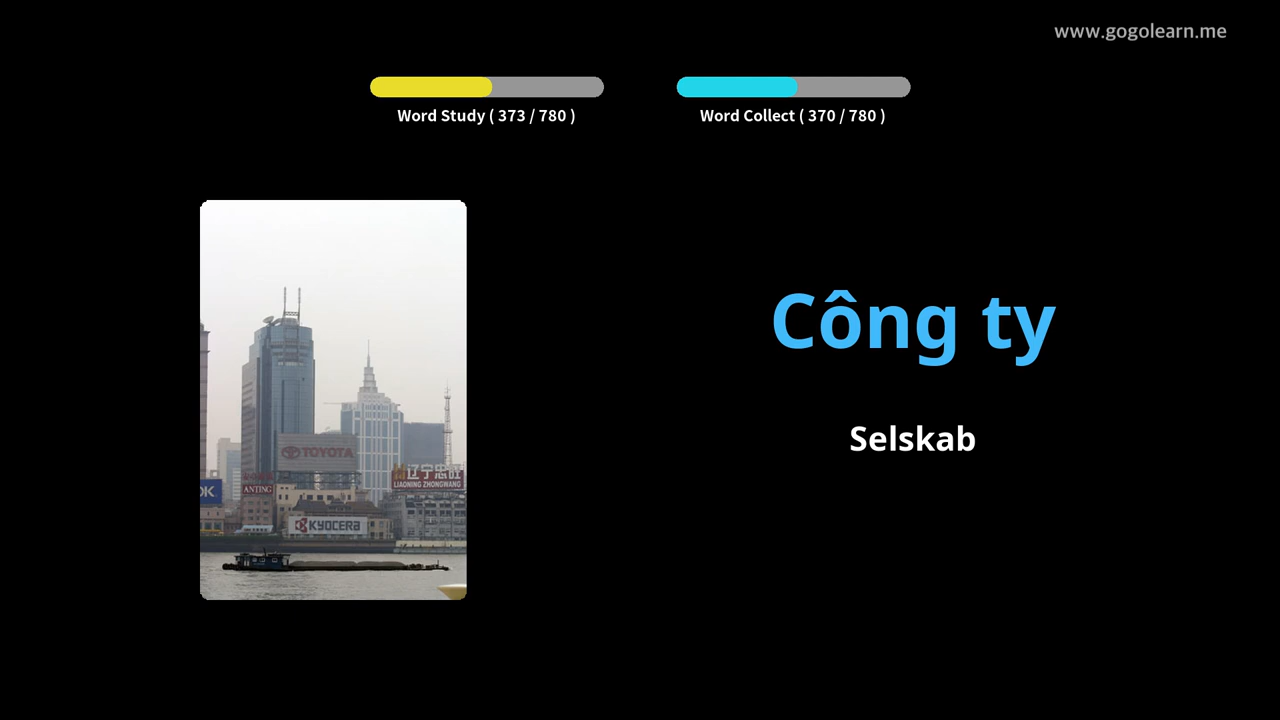 www.gogolearn.me
Word Study ( 373 / 780 )
Word Collect ( 370 / 780 )
Công ty
Selskab
TOYOTA
辽宁忠旺
LIAONING ZHONGWANG
OK
ANTING
KYOCERA